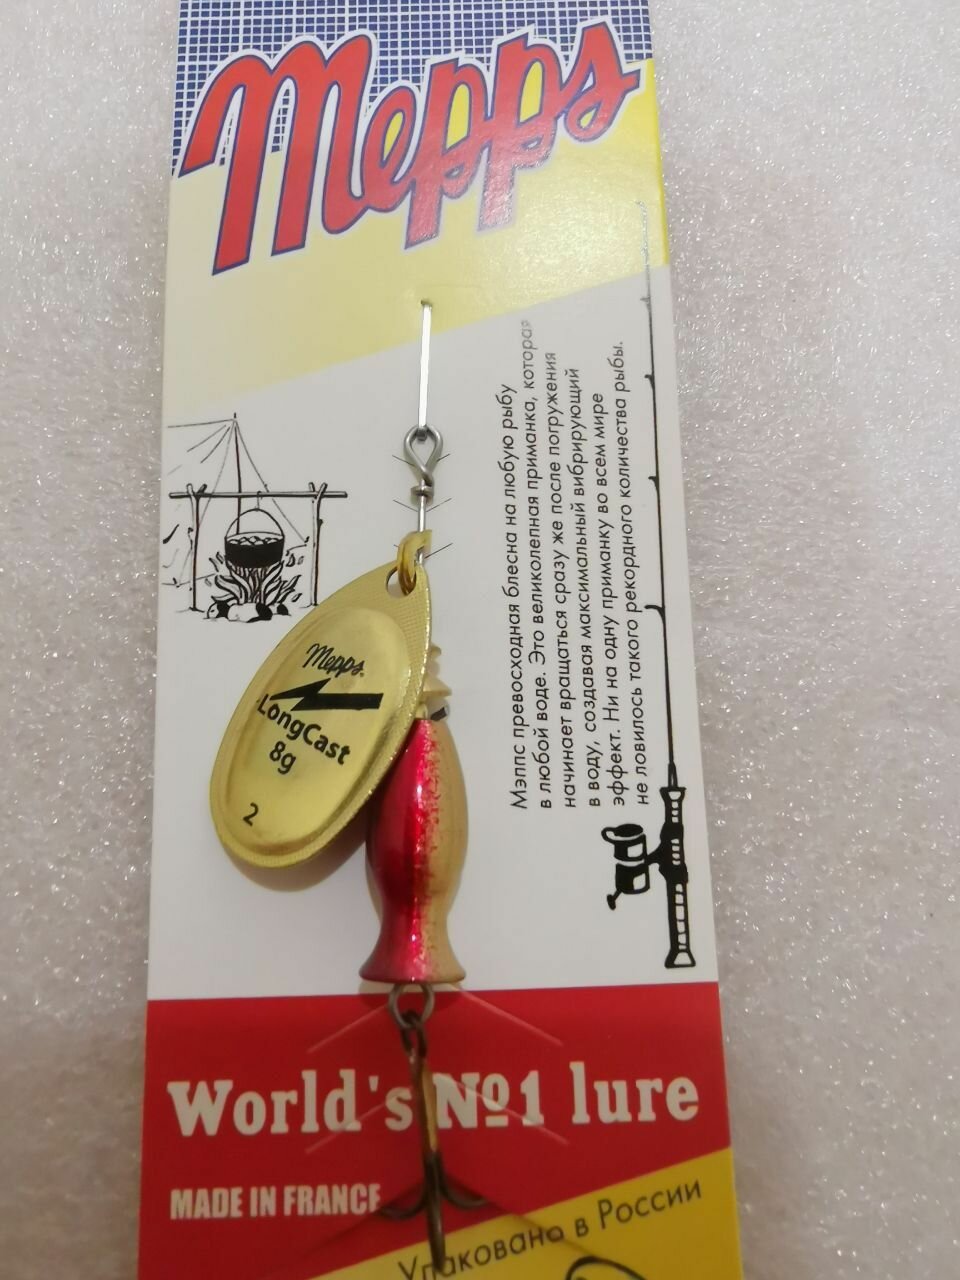 Mepps
Мэппс превосходная блесна на любую рыбу
в любой воде. Это великолепная приманка, которая
начинает вращаться сразу же после погружения
в воду, создавая максимальный вибрирующий
эффект. Ни на одну приманку во всем мире
не ловилось такого рекордного количества рыбы.
Mepps®
LongCast
8g
2
World's №1 lure
MADE IN FRANCE
Упаковано в России